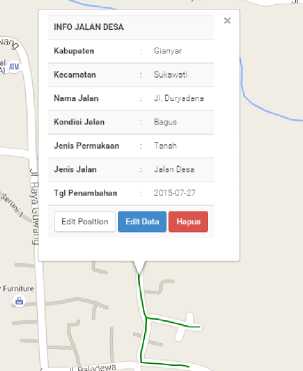 INFO JALAN DESA
Kabupaten : Gianyar
Kecamatan : Sukawati
Nama Jalan : Jl. Duryadana
Kondisi Jalan : Bagus
Jenis Permukaan : Tanah
Jenis Jalan : Jalan Desa
Tgl Penambahan : 2015-07-27
Edit Position Edit Data Hapus
Jl. Raya Guwang
Furniture
Jl. Baladewa